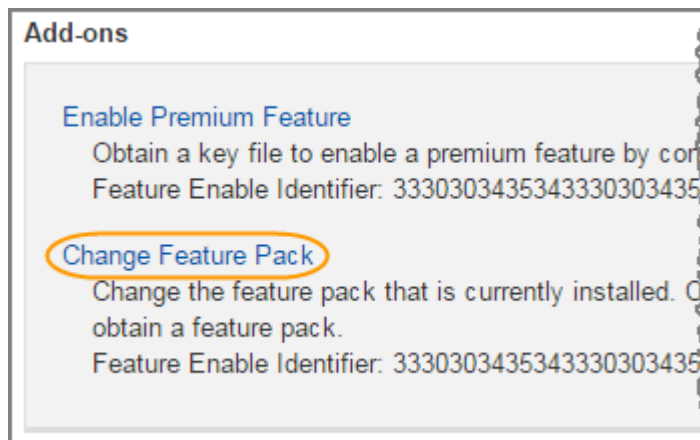 Add-ons
Enable Premium Feature
Obtain a key file to enable a premium feature by
Feature Enable Identifier: 3330303435343330303435
Change Feature Pack
Change the feature pack that is currently installed.
obtain a feature pack.
Feature Enable Identifier: 3330303435343330303435